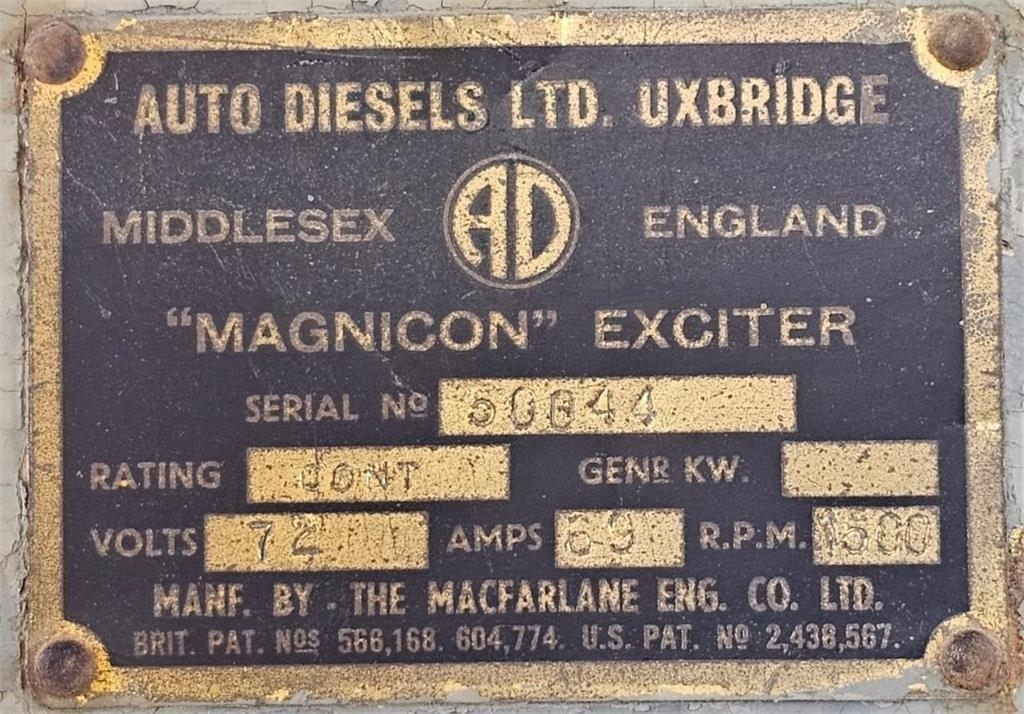 AUTO DIESELS LTD. UXBRIDGE
MIDDLESEX AD ENGLAND
"MAGNICON" EXCITER
SERIAL Nº 50844
RATING CONT GENR KW.
VOLTS 72 AMPS 69 R.P.M. 1500
MANF. BY - THE MACFARLANE ENG. CO. LTD.
BRIT. PAT. NOS 566,168. 604,774. U.S. PAT. Nº 2,438,567.